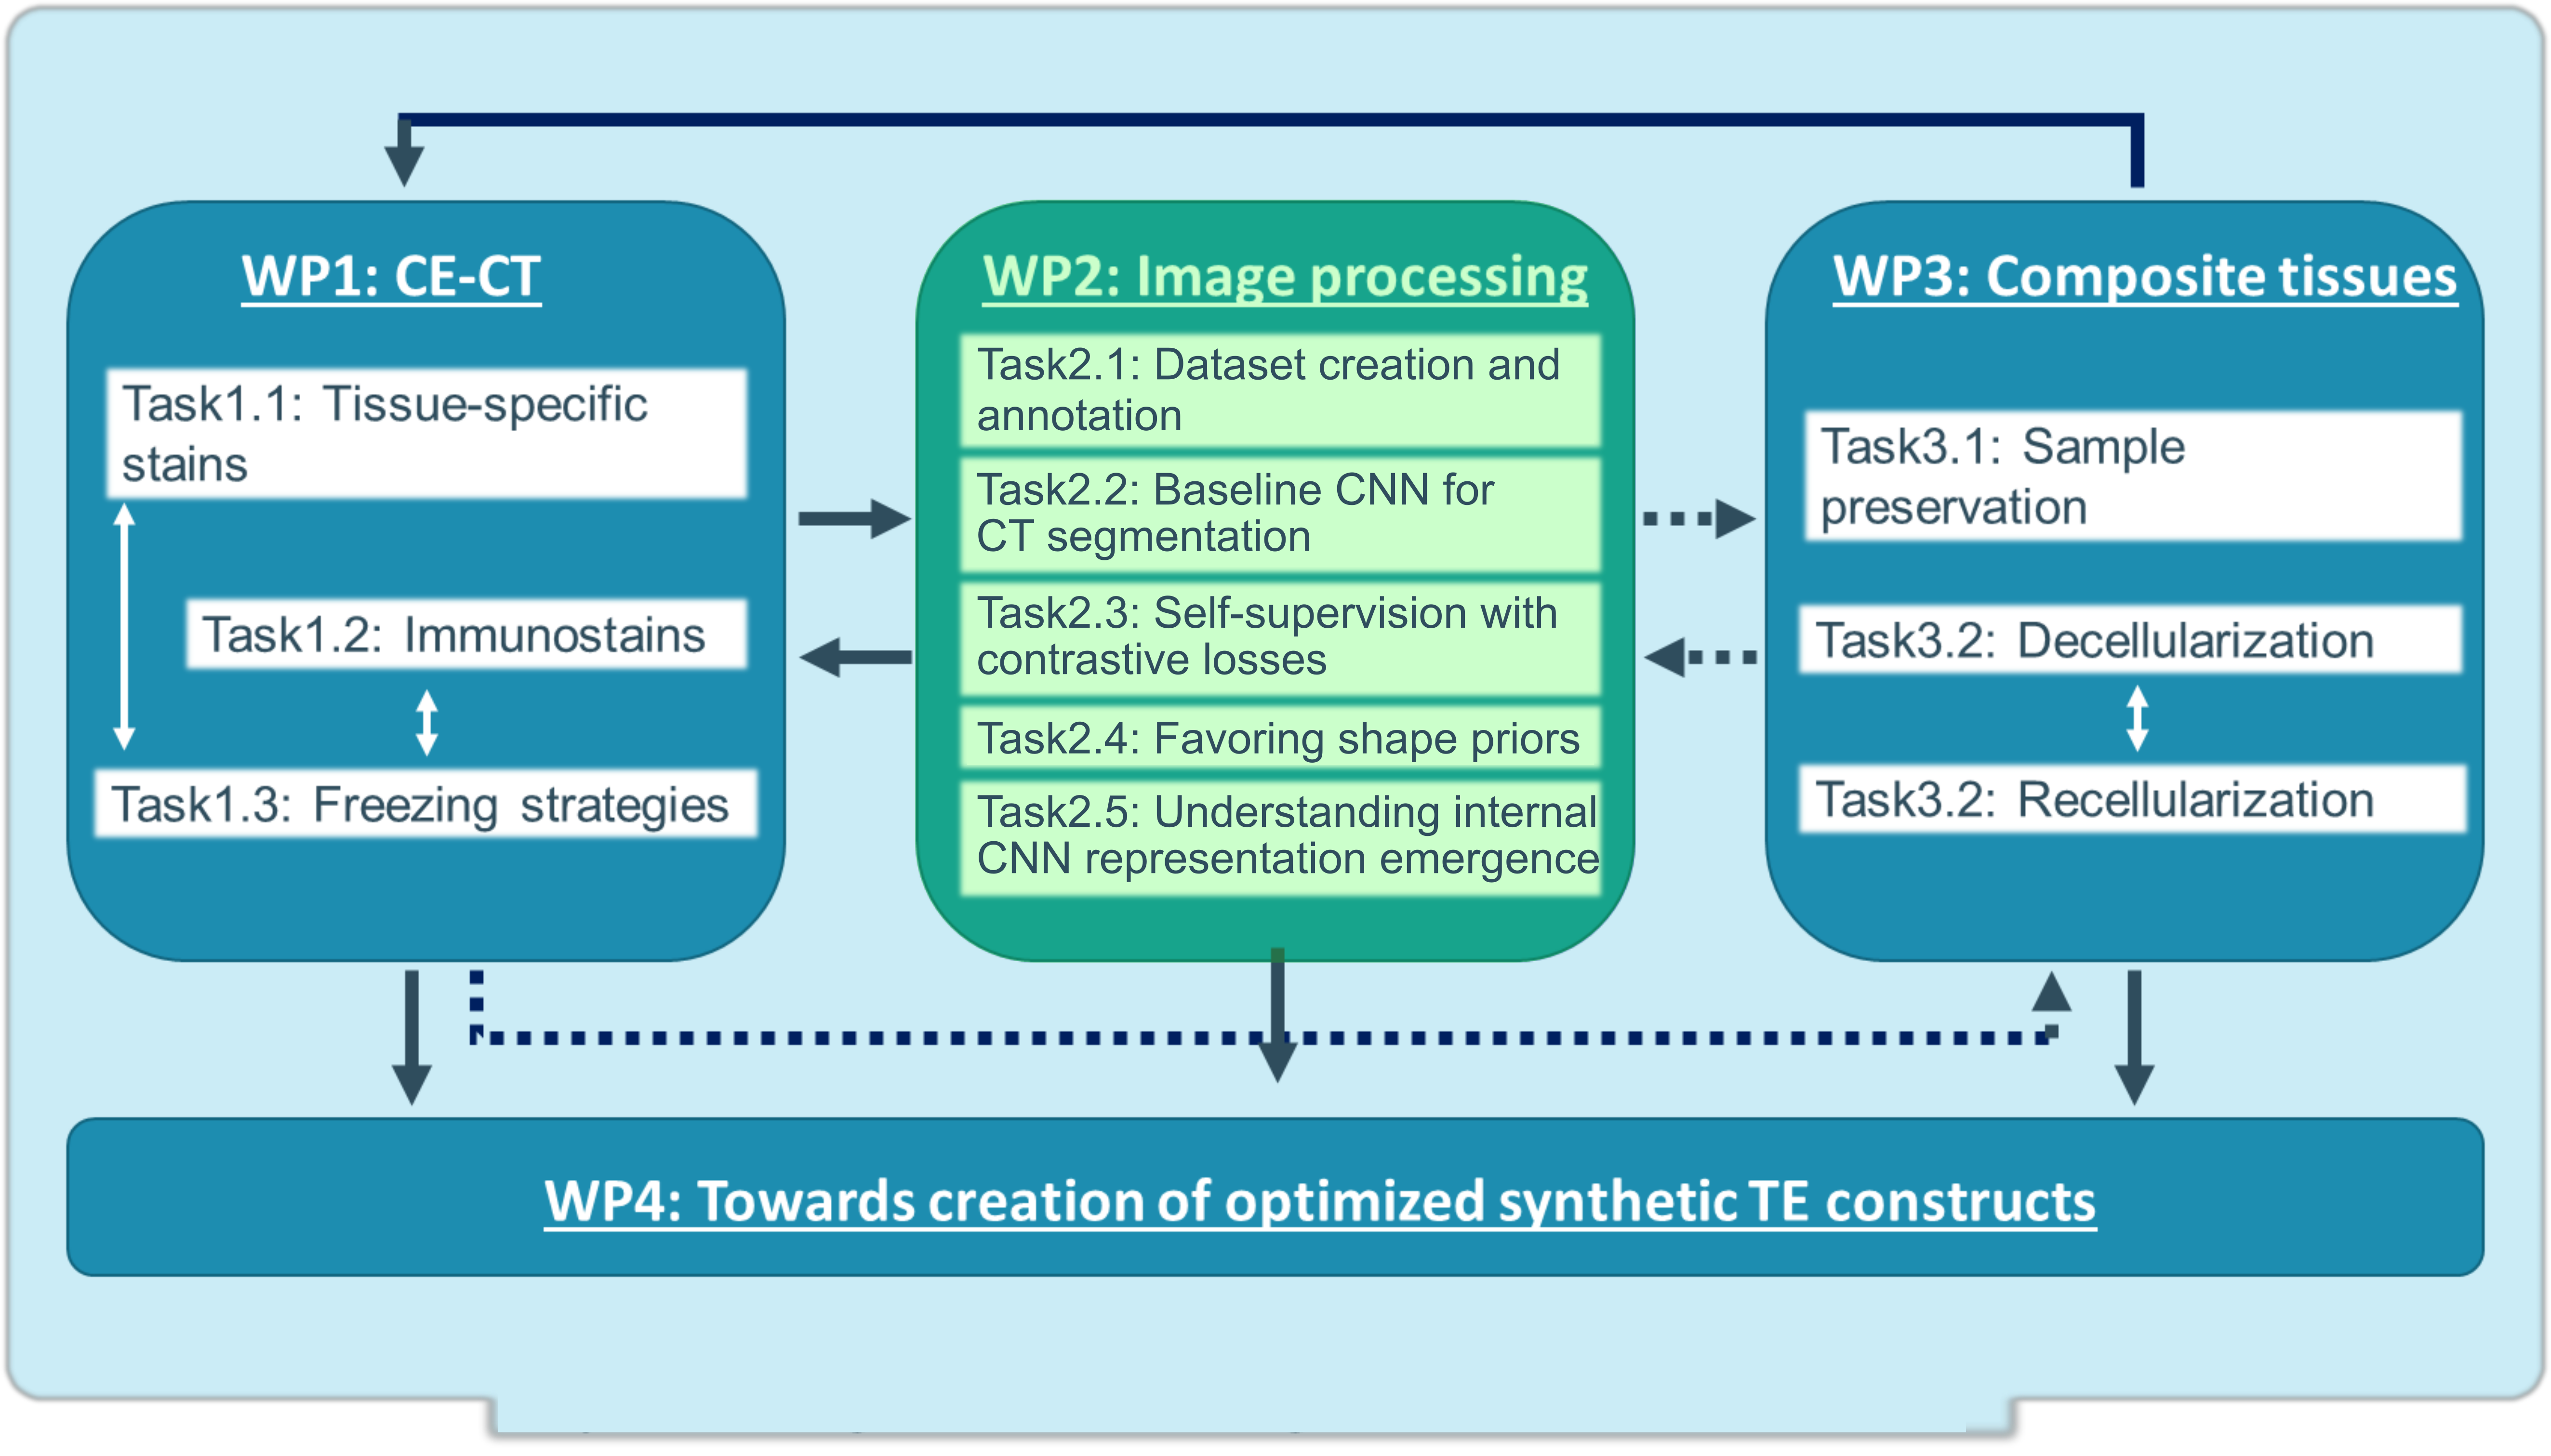 WP1: CE-CT
Task1.1: Tissue-specific
stains
Task1.2: Immunostains
Task1.3: Freezing strategies
WP2: Image processing
Task2.1: Dataset creation and
annotation
Task2.2: Baseline CNN for
CT segmentation
Task2.3: Self-supervision with
contrastive losses
Task2.4: Favoring shape priors
Task2.5: Understanding internal
CNN representation emergence
WP3: Composite tissues
Task3.1: Sample
preservation
Task3.2: Decellularization
Task3.2: Recellularization
WP4: Towards creation of optimized synthetic TE constructs